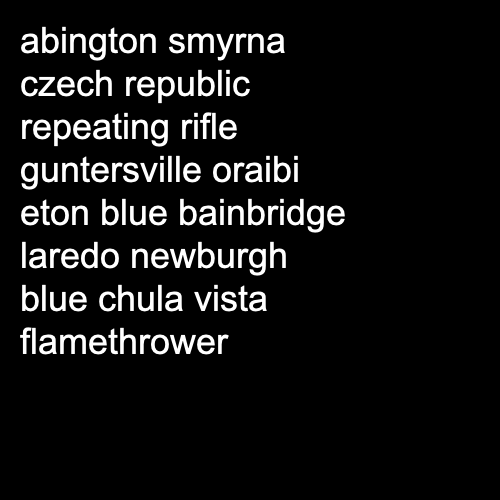 abington smyrna
czech republic
repeating rifle
guntersville oraibi
eton blue bainbridge
laredo newburgh
blue chula vista
flamethrower